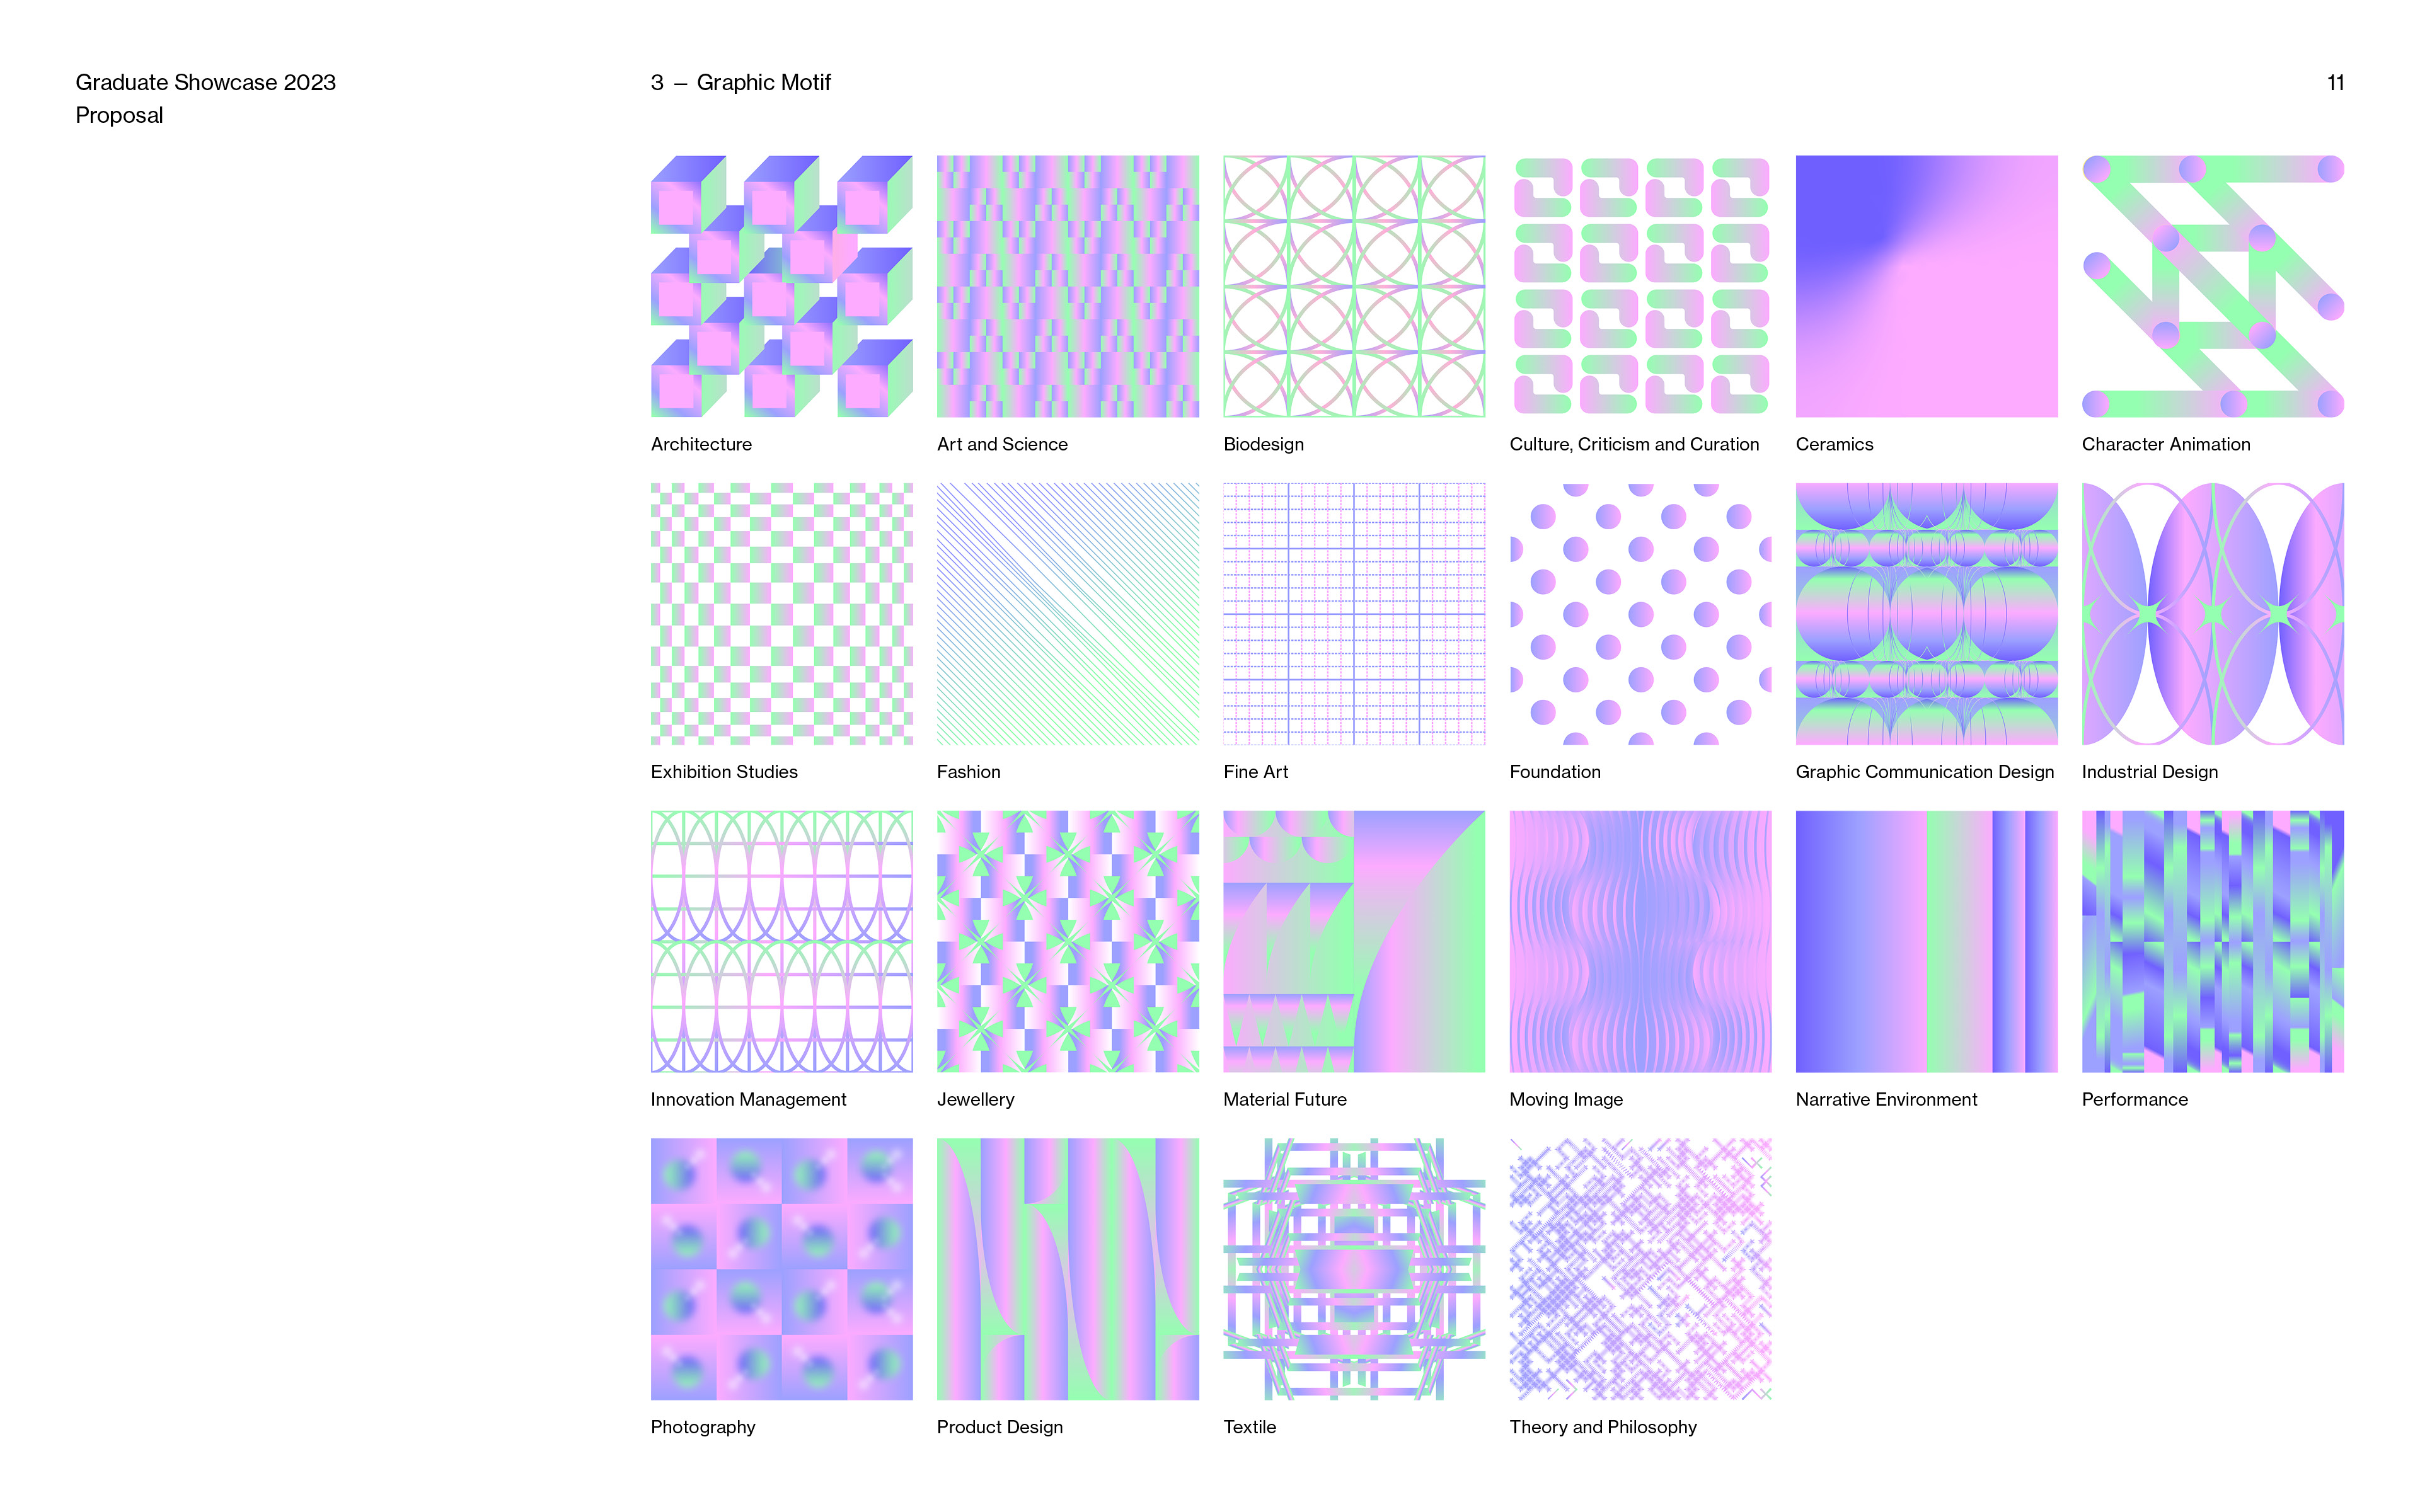 Graduate Showcase 2023
Proposal
3 — Graphic Motif
11
Architecture
Art and Science
Biodesign
Culture, Criticism and Curation
Ceramics
Character Animation
Exhibition Studies
Fashion
Fine Art
Foundation
Graphic Communication Design
Industrial Design
Innovation Management
Jewellery
Material Future
Moving Image
Narrative Environment
Performance
Photography
Product Design
Textile
Theory and Philosophy